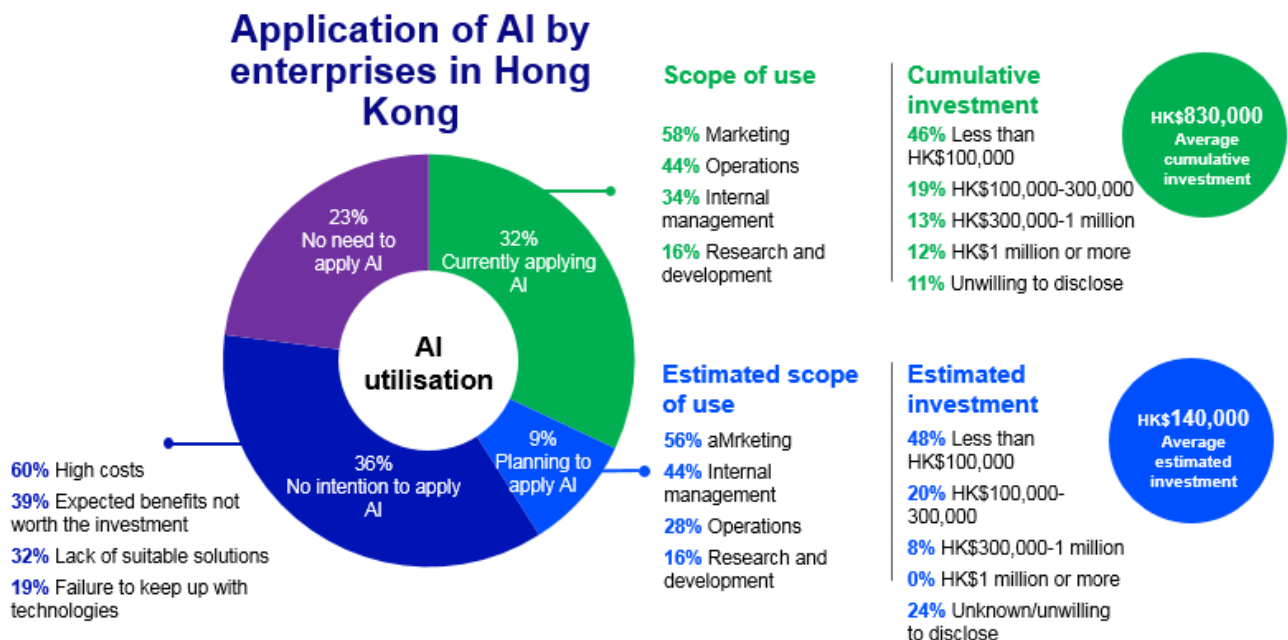 Application of AI by
enterprises in Hong
Kong
Scope of use
58% Marketing
44% Operations
34% Internal
management
16% Research and
development
Cumulative
investment
46% Less than
HK$100,000
19% HK$100,000-300,000
13% HK$300,000-1 million
12% HK$1 million or more
11% Unwilling to disclose
HK$830,000
Average
cumulative
investment
23%
No need to
apply AI
32%
Currently applying
AI
AI
utilisation
36%
No intention to apply
AI
9%
Planning to
apply AI
60% High costs
39% Expected benefits not
worth the investment
32% Lack of suitable solutions
19% Failure to keep up with
technologies
Estimated scope
of use
56% aMrketing
44% Internal
management
28% Operations
16% Research and
development
Estimated
investment
48% Less than
HK$100,000
20% HK$100,000-
300,000
8% HK$300,000-1 million
0% HK$1 million or more
24% Unknown/unwilling
to disclose
HK$140,000
Average
estimated
investment